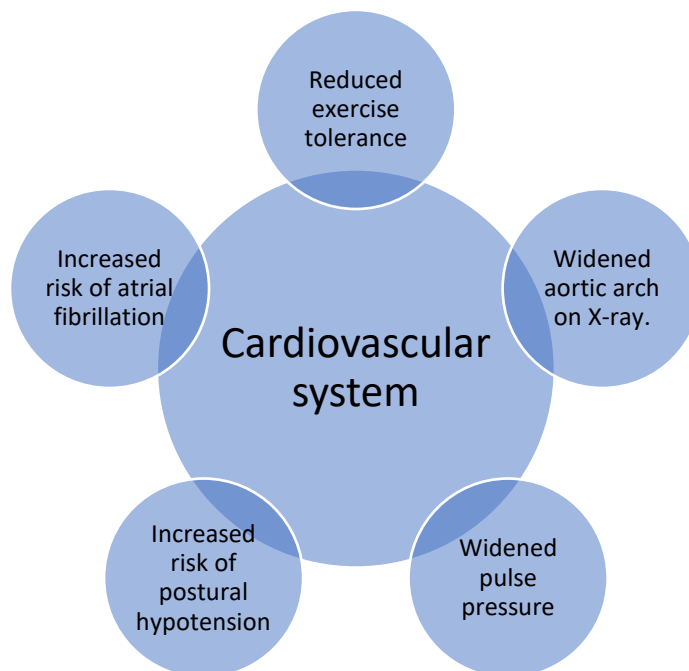 Reduced
exercise
tolerance
Increased
risk of atrial
fibrillation
Widened
aortic arch
on X-ray.
Cardiovascular
system
Increased
risk of
postural
hypotension
Widened
pulse
pressure